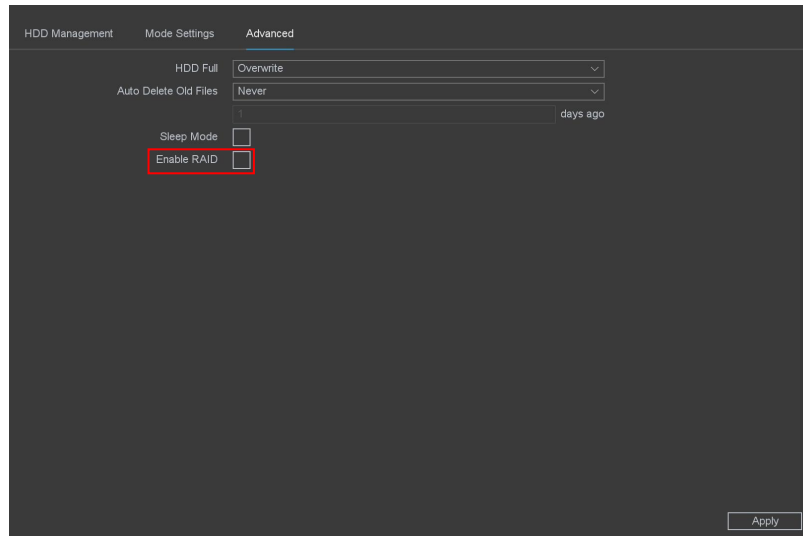 HDD Management Mode Settings Advanced
HDD Full Overwrite
Auto Delete Old Files Never
1 days ago
Sleep Mode
Enable RAID
Apply